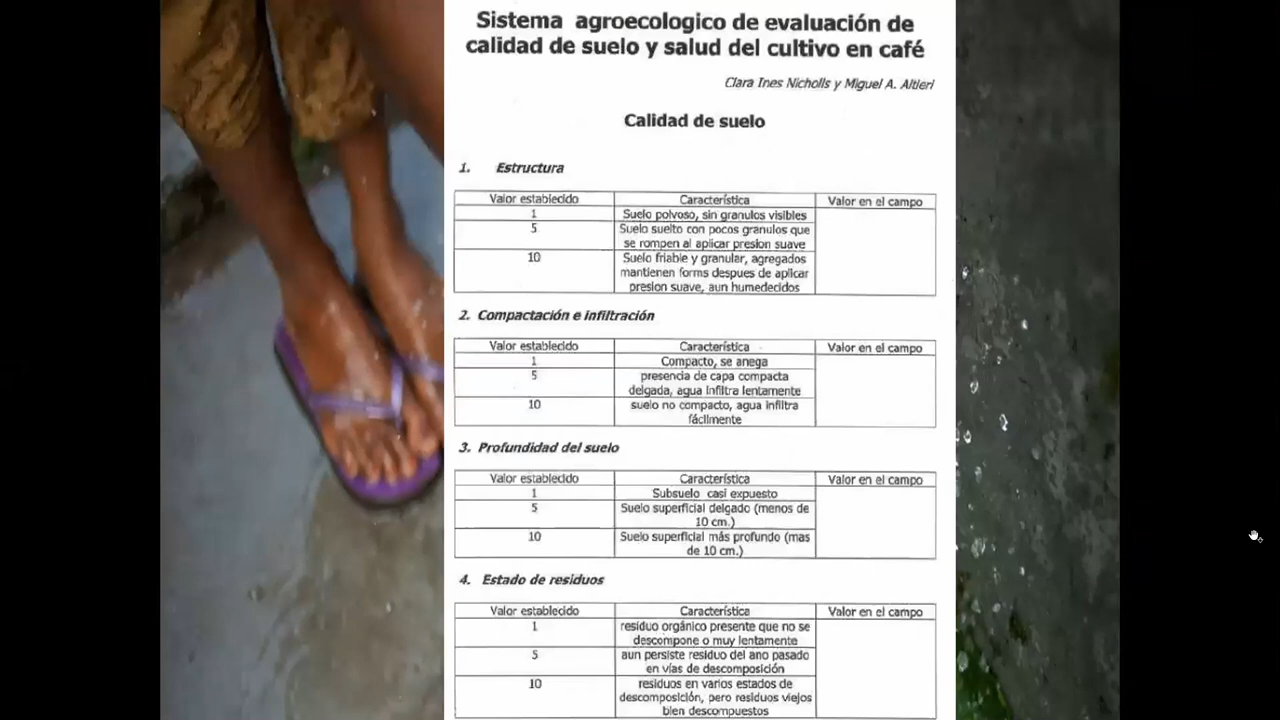 Sistema agroecologico de evaluación de
calidad de suelo y salud del cultivo en café
Clara Ines Nicholls y Miguel A. Altieri
Calidad de suelo
1. Estructura
Valor establecido Característica Valor en el campo
1 Suelo polvoso, sin granulos visibles
5 Suelo suelto con pocos granulos que
se rompen al aplicar presion suave
10 Suelo friable y granular, agregados
mantienen forms despues de aplicar
presion suave, aun humedecidos
2. Compactación e infiltración
Valor establecido Característica Valor en el campo
1 Compacto, se anega
5 presencia de capa compacta
delgada, agua infiltra lentamente
10 suelo no compacto, agua infiltra
fácilmente
3. Profundidad del suelo
Valor establecido Característica Valor en el campo
1 Subsuelo casi expuesto
5 Suelo superficial delgado (menos de
10 cm.)
10 Suelo superficial más profundo (mas
de 10 cm.)
4. Estado de residuos
Valor establecido Característica Valor en el campo
1 residuo orgánico presente que no se
descompone o muy lentamente
5 aun persiste residuo del ano pasado
en vías de descomposición
10 residuos en varios estados de
descomposición, pero residuos viejos
bien descompuestos